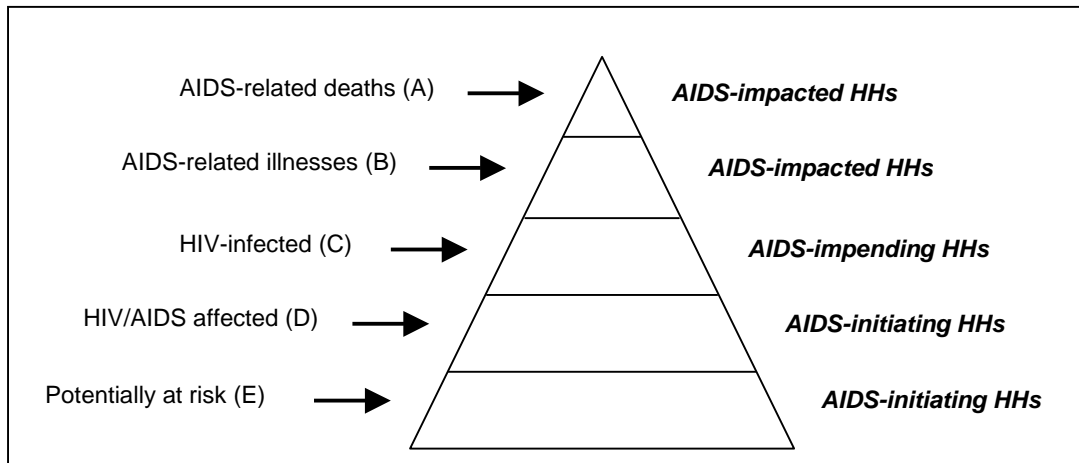 AIDS-related deaths (A) AIDS-impacted HHs
AIDS-related illnesses (B) AIDS-impacted HHs
HIV-infected (C) AIDS-impending HHs
HIV/AIDS affected (D) AIDS-initiating HHs
Potentially at risk (E) AIDS-initiating HHs